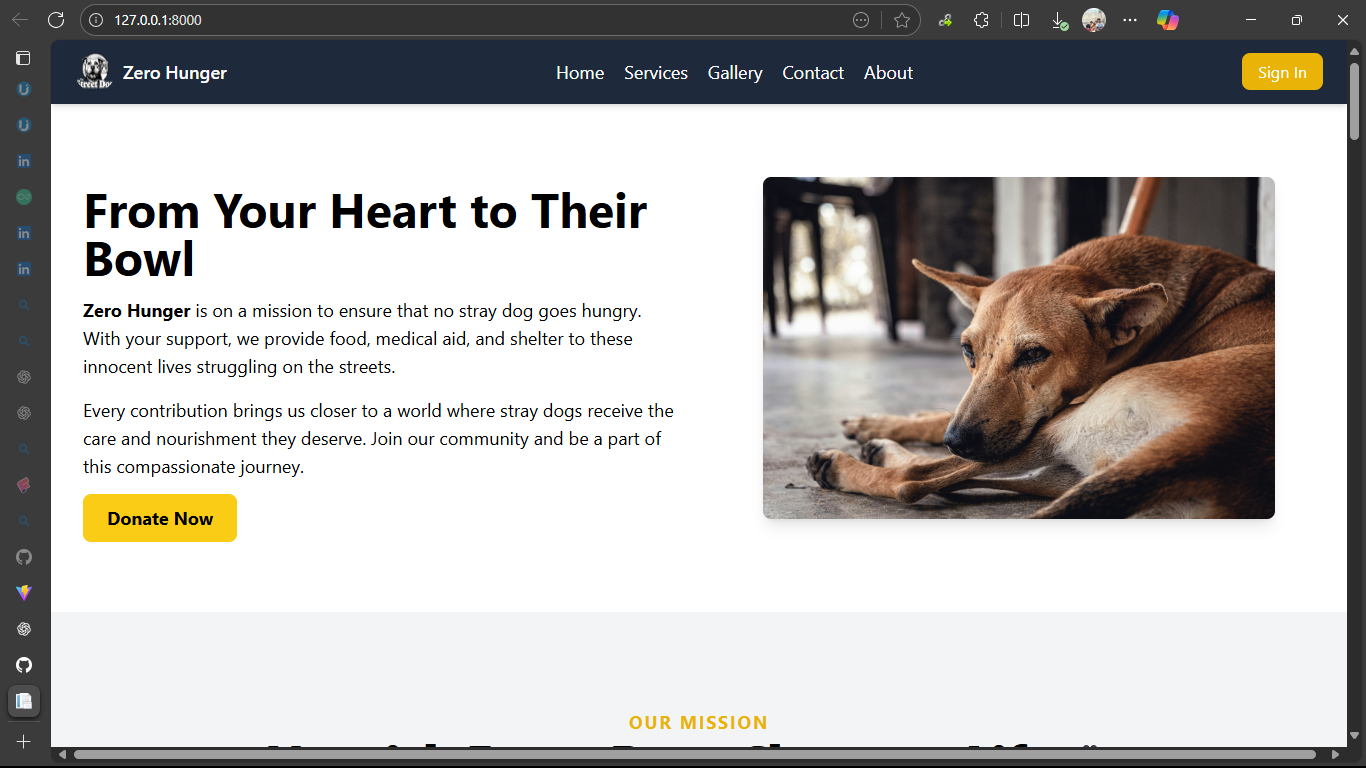 127.0.0.1:8000
Zero Hunger
Home
Services
Gallery
Contact
About
Sign In
From Your Heart to Their
Bowl
Zero Hunger is on a mission to ensure that no stray dog goes hungry.
With your support, we provide food, medical aid, and shelter to these
innocent lives struggling on the streets.
Every contribution brings us closer to a world where stray dogs receive the
care and nourishment they deserve. Join our community and be a part of
this compassionate journey.
Donate Now
OUR MISSION